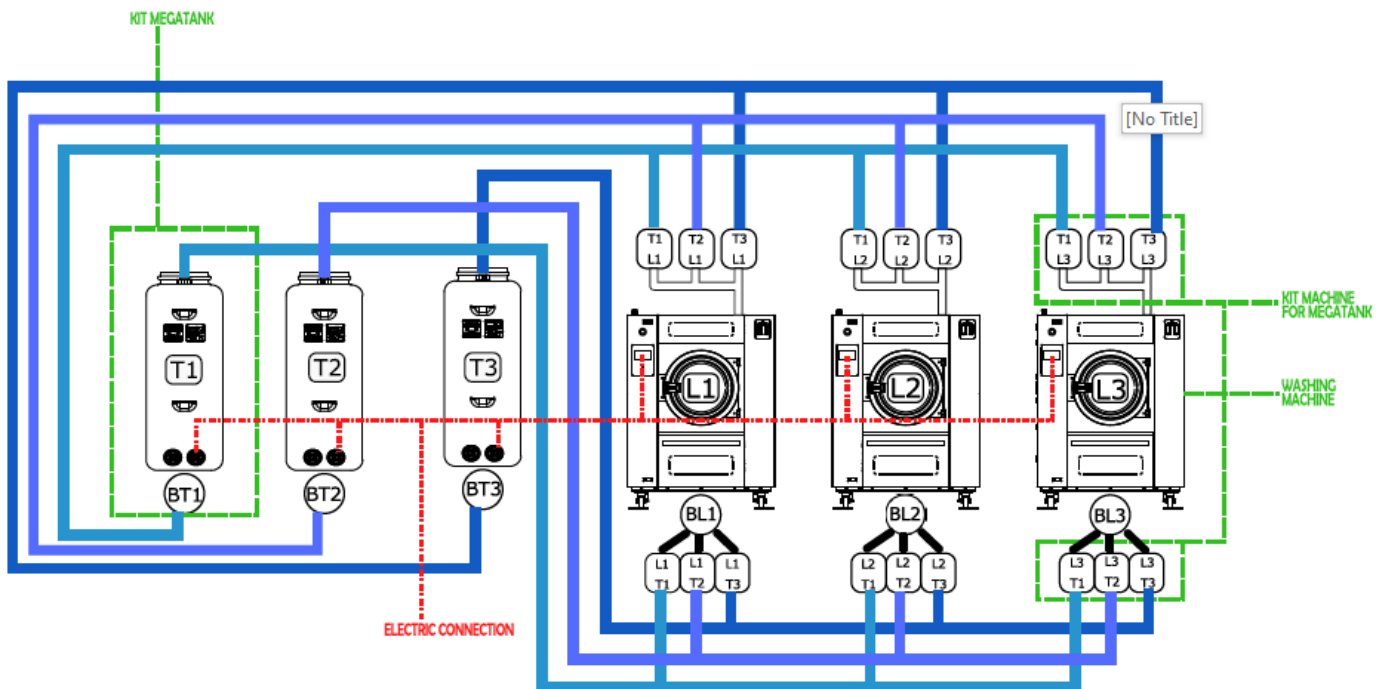 KIT MEGATANK
[No Title]
T1
L1
T2
L1
T3
L1
T1
L2
T2
L2
T3
L2
T1
L3
T2
L3
T3
L3
KIT MACHINE
FOR MEGATANK
T1
T2
T3
L1
L2
L3
WASHING
MACHINE
BT1
BT2
BT3
BL1
BL2
BL3
L1
T1
L1
T2
L1
T3
L2
T1
L2
T2
L2
T3
L3
T1
L3
T2
L3
T3
ELECTRIC CONNECTION